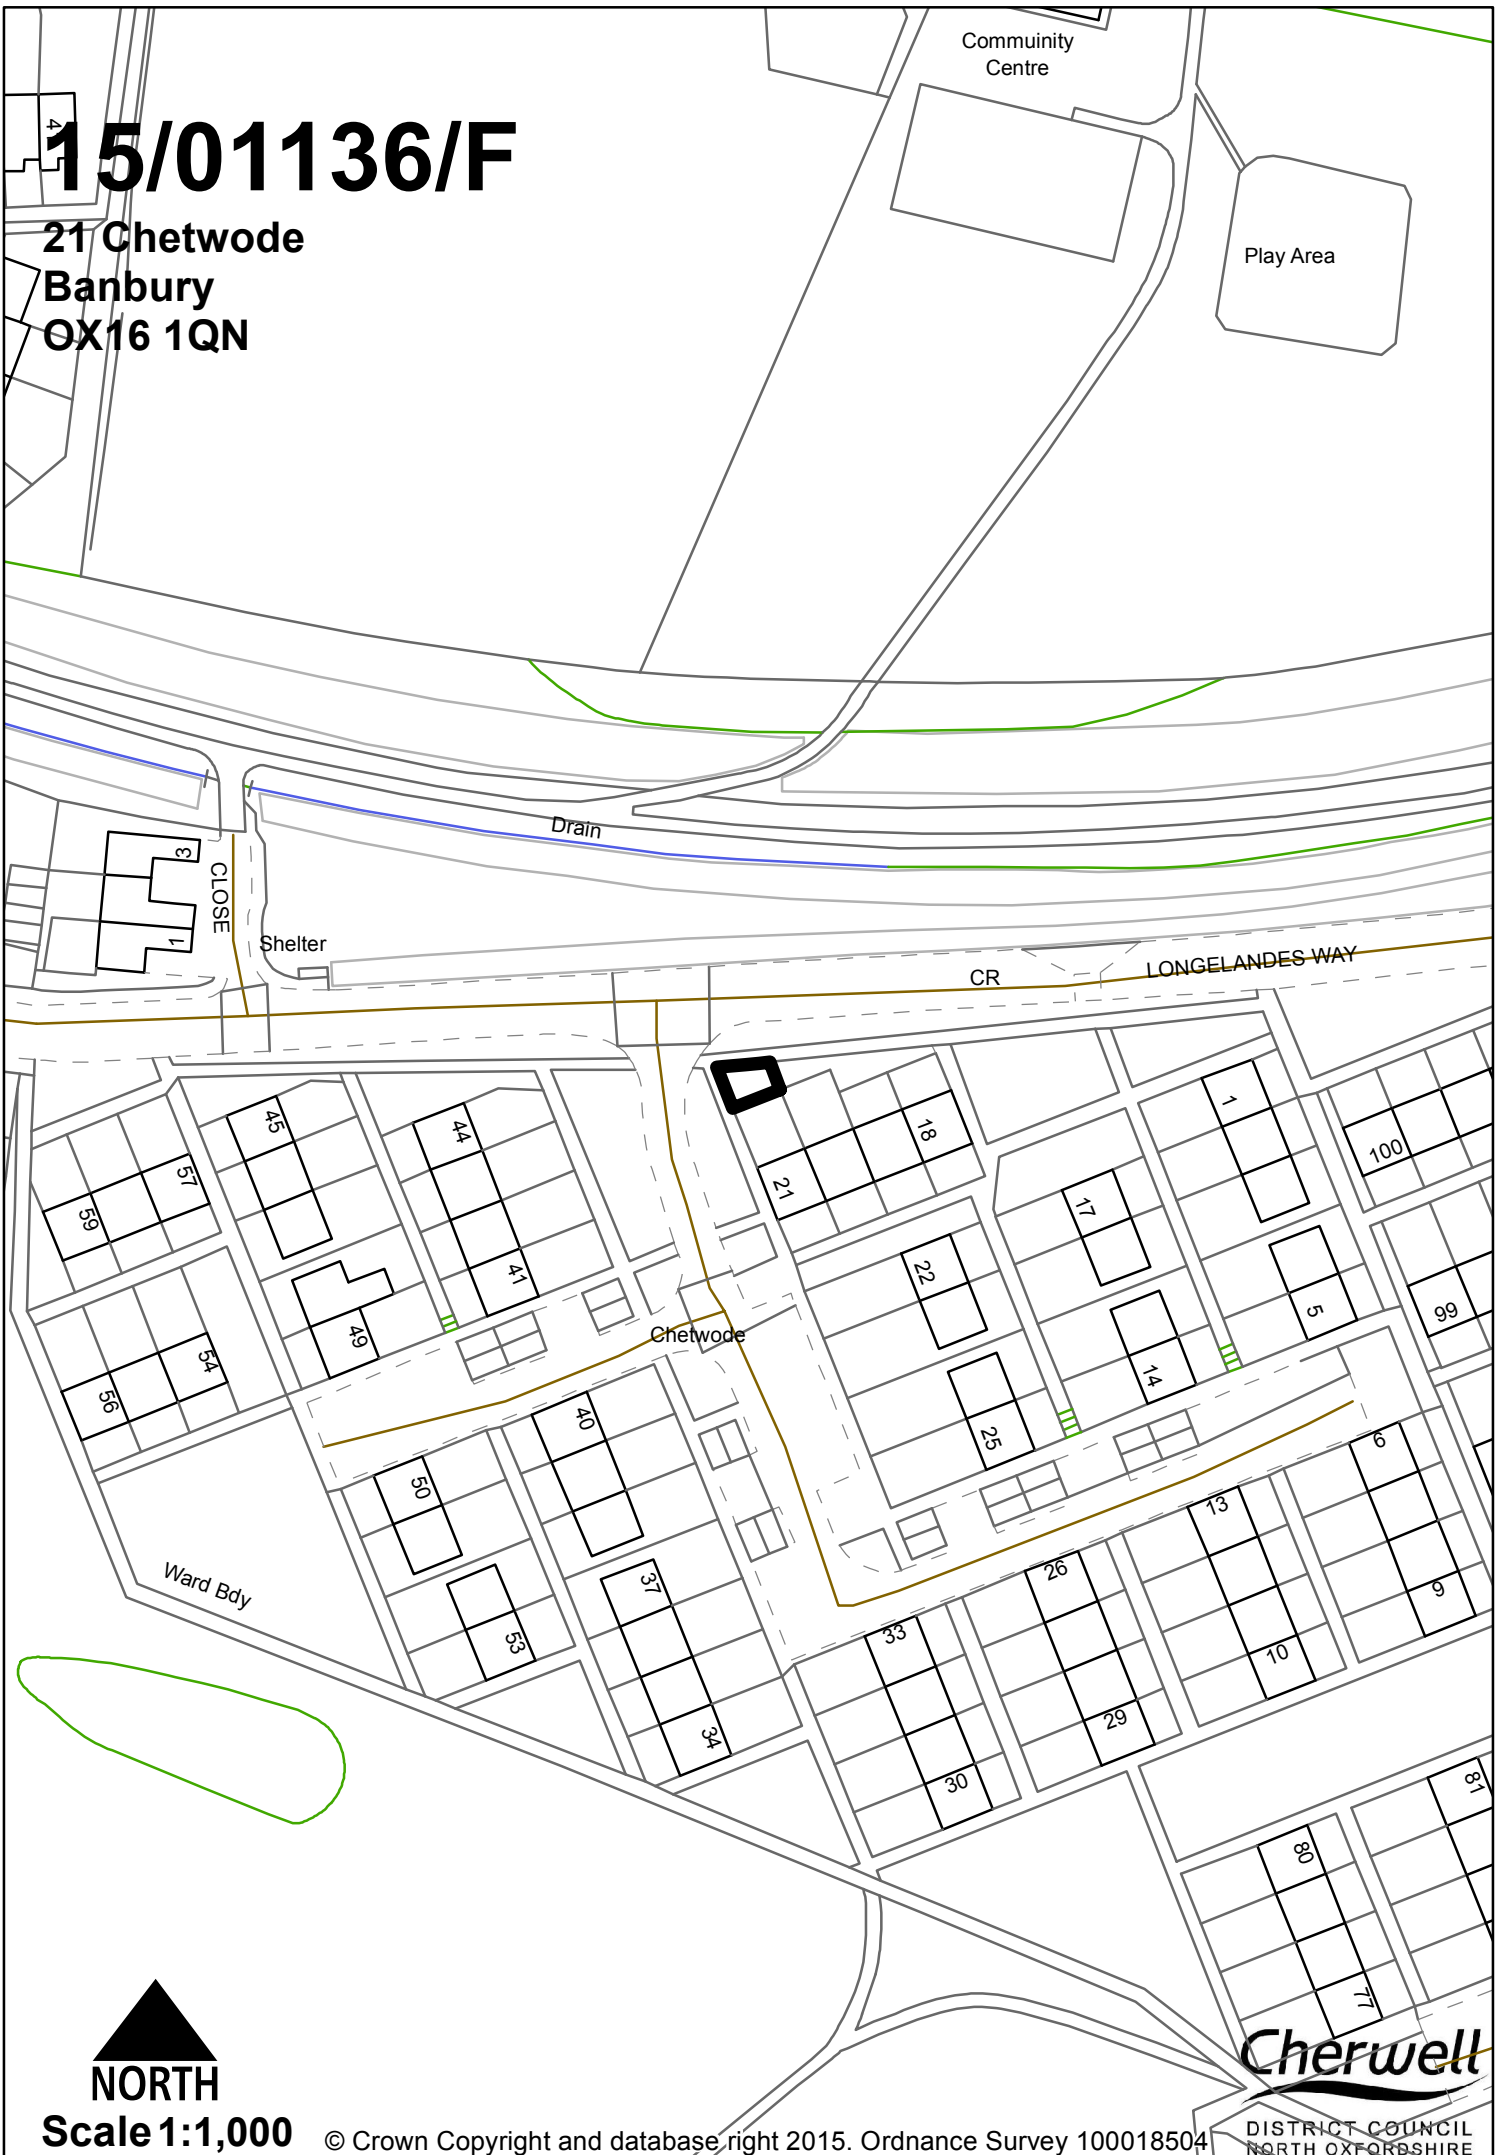 Commuinity
Centre
4
15/01136/F
21 Chetwode
Banbury
OX16 1QN
Play Area
Drain
3
CLOSE
1
Shelter
CR
LONGELANDES WAY
45
44
57
59
41
49
54
56
18
21
1
17
100
22
5
99
14
25
Chetwode
40
50
53
37
34
6
13
26
33
9
10
29
30
Ward Bdy
81
80
77
NORTH
Scale 1:1,000
© Crown Copyright and database right 2015. Ordnance Survey 100018504
Cherwell
DISTRICT COUNCIL
NORTH OXFORDSHIRE